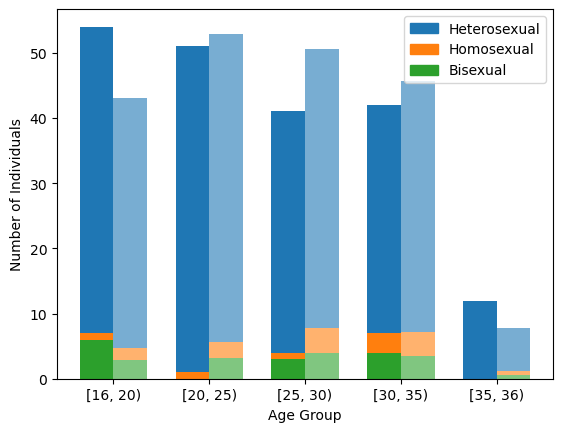 Heterosexual
Homosexual
Bisexual
50
40
30
20
10
0
Number of Individuals
[16, 20)
[20, 25)
[25, 30)
[30, 35)
[35, 36)
Age Group